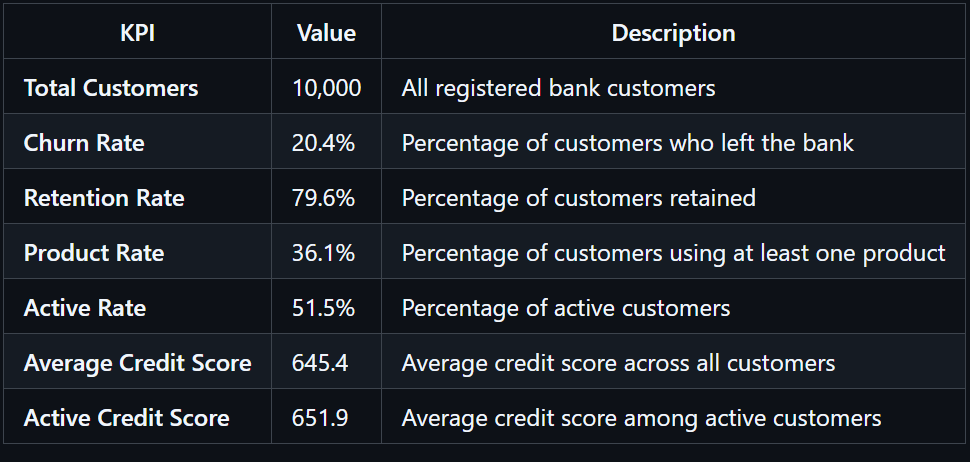 KPI Value Description
Total Customers 10,000 All registered bank customers
Churn Rate 20.4% Percentage of customers who left the bank
Retention Rate 79.6% Percentage of customers retained
Product Rate 36.1% Percentage of customers using at least one product
Active Rate 51.5% Percentage of active customers
Average Credit Score 645.4 Average credit score across all customers
Active Credit Score 651.9 Average credit score among active customers